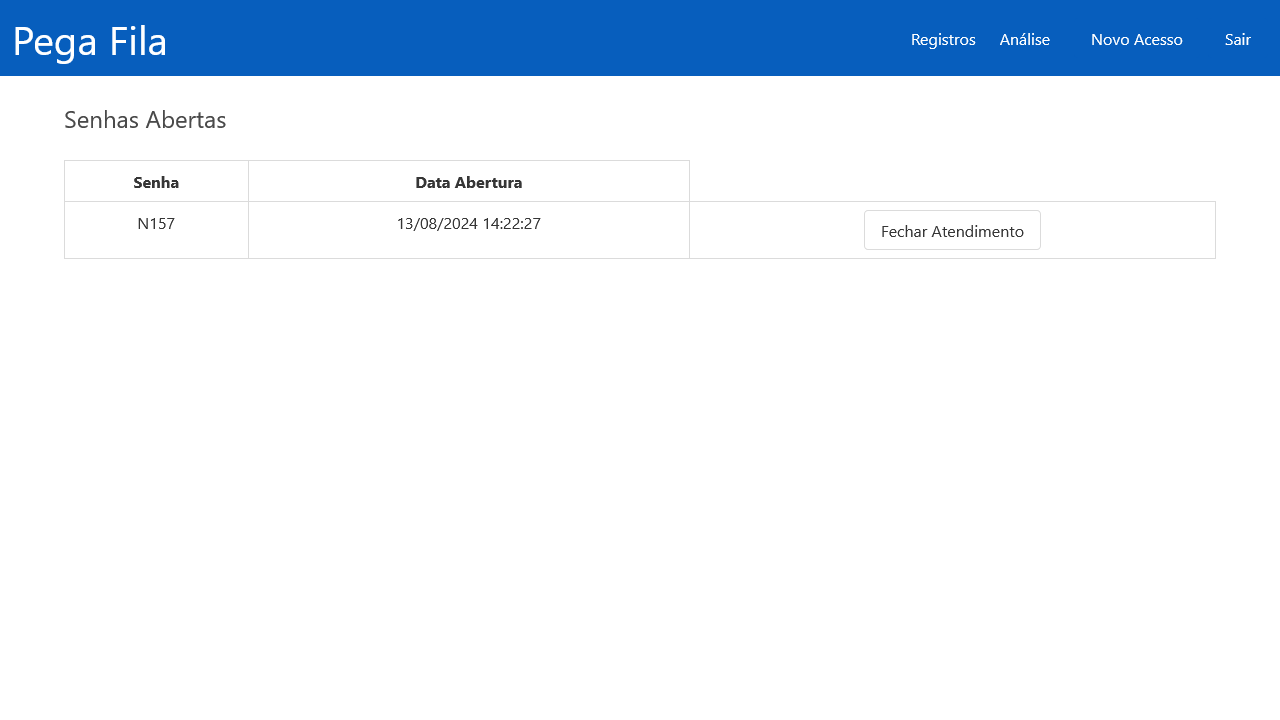 Pega Fila
Registros Análise Novo Acesso Sair
Senhas Abertas
Senha Data Abertura
N157 13/08/2024 14:22:27 Fechar Atendimento